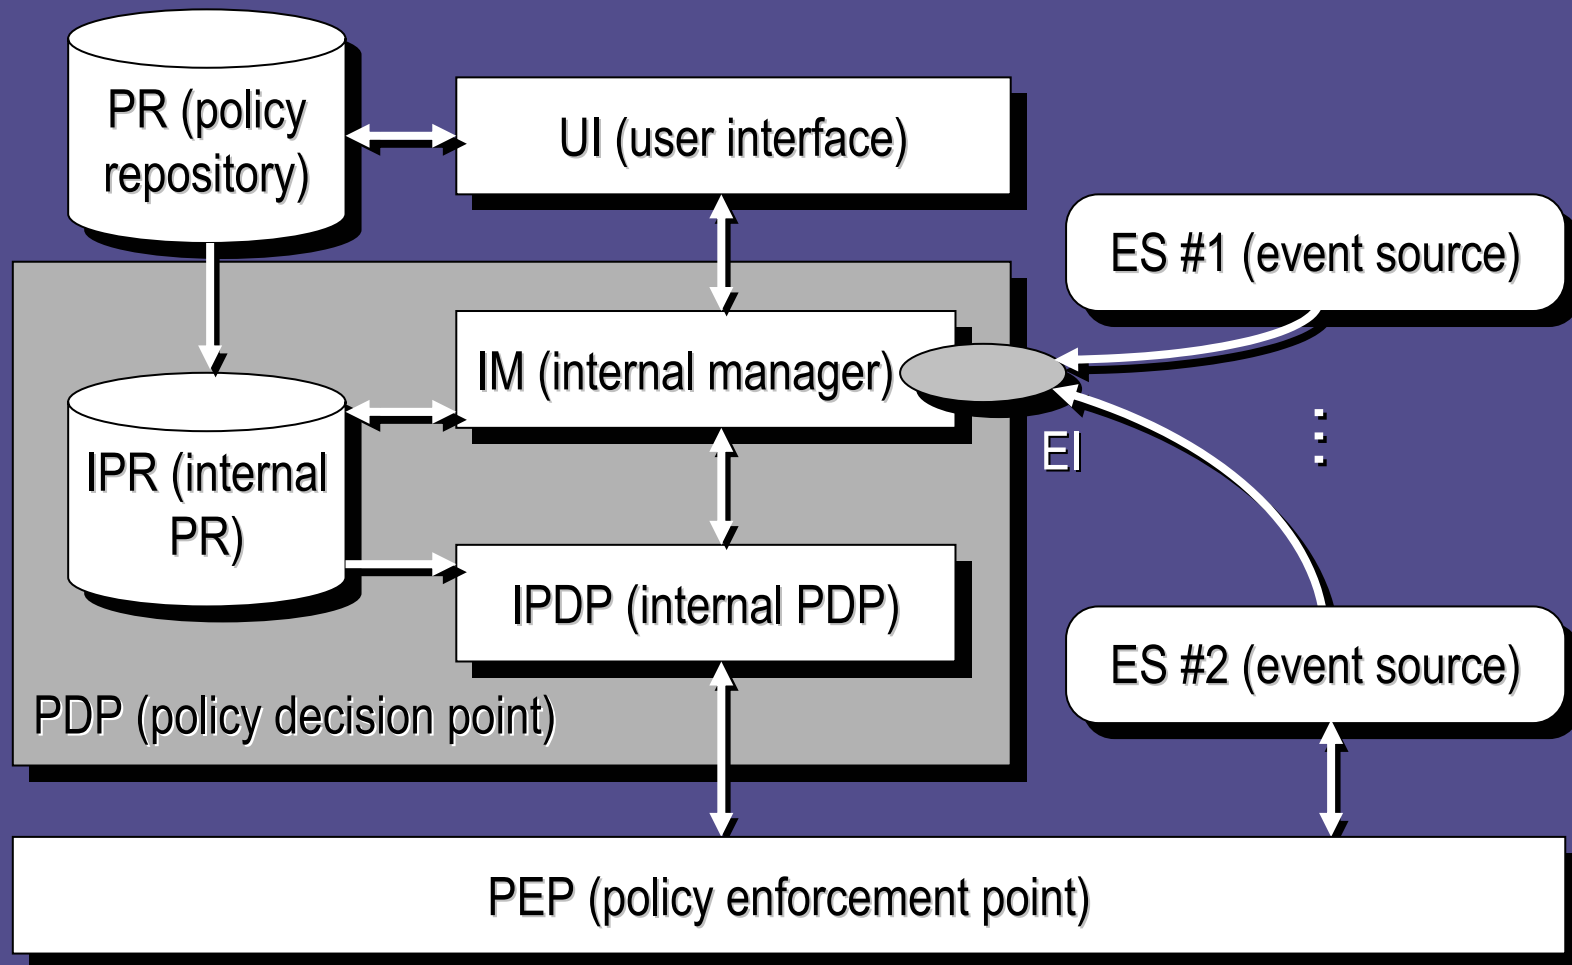 PR (policy
repository)
UI (user interface)
ES #1 (event source)
IM (internal manager)
EI
IPR (internal
PR)
IPDP (internal PDP)
ES #2 (event source)
PDP (policy decision point)
PEP (policy enforcement point)